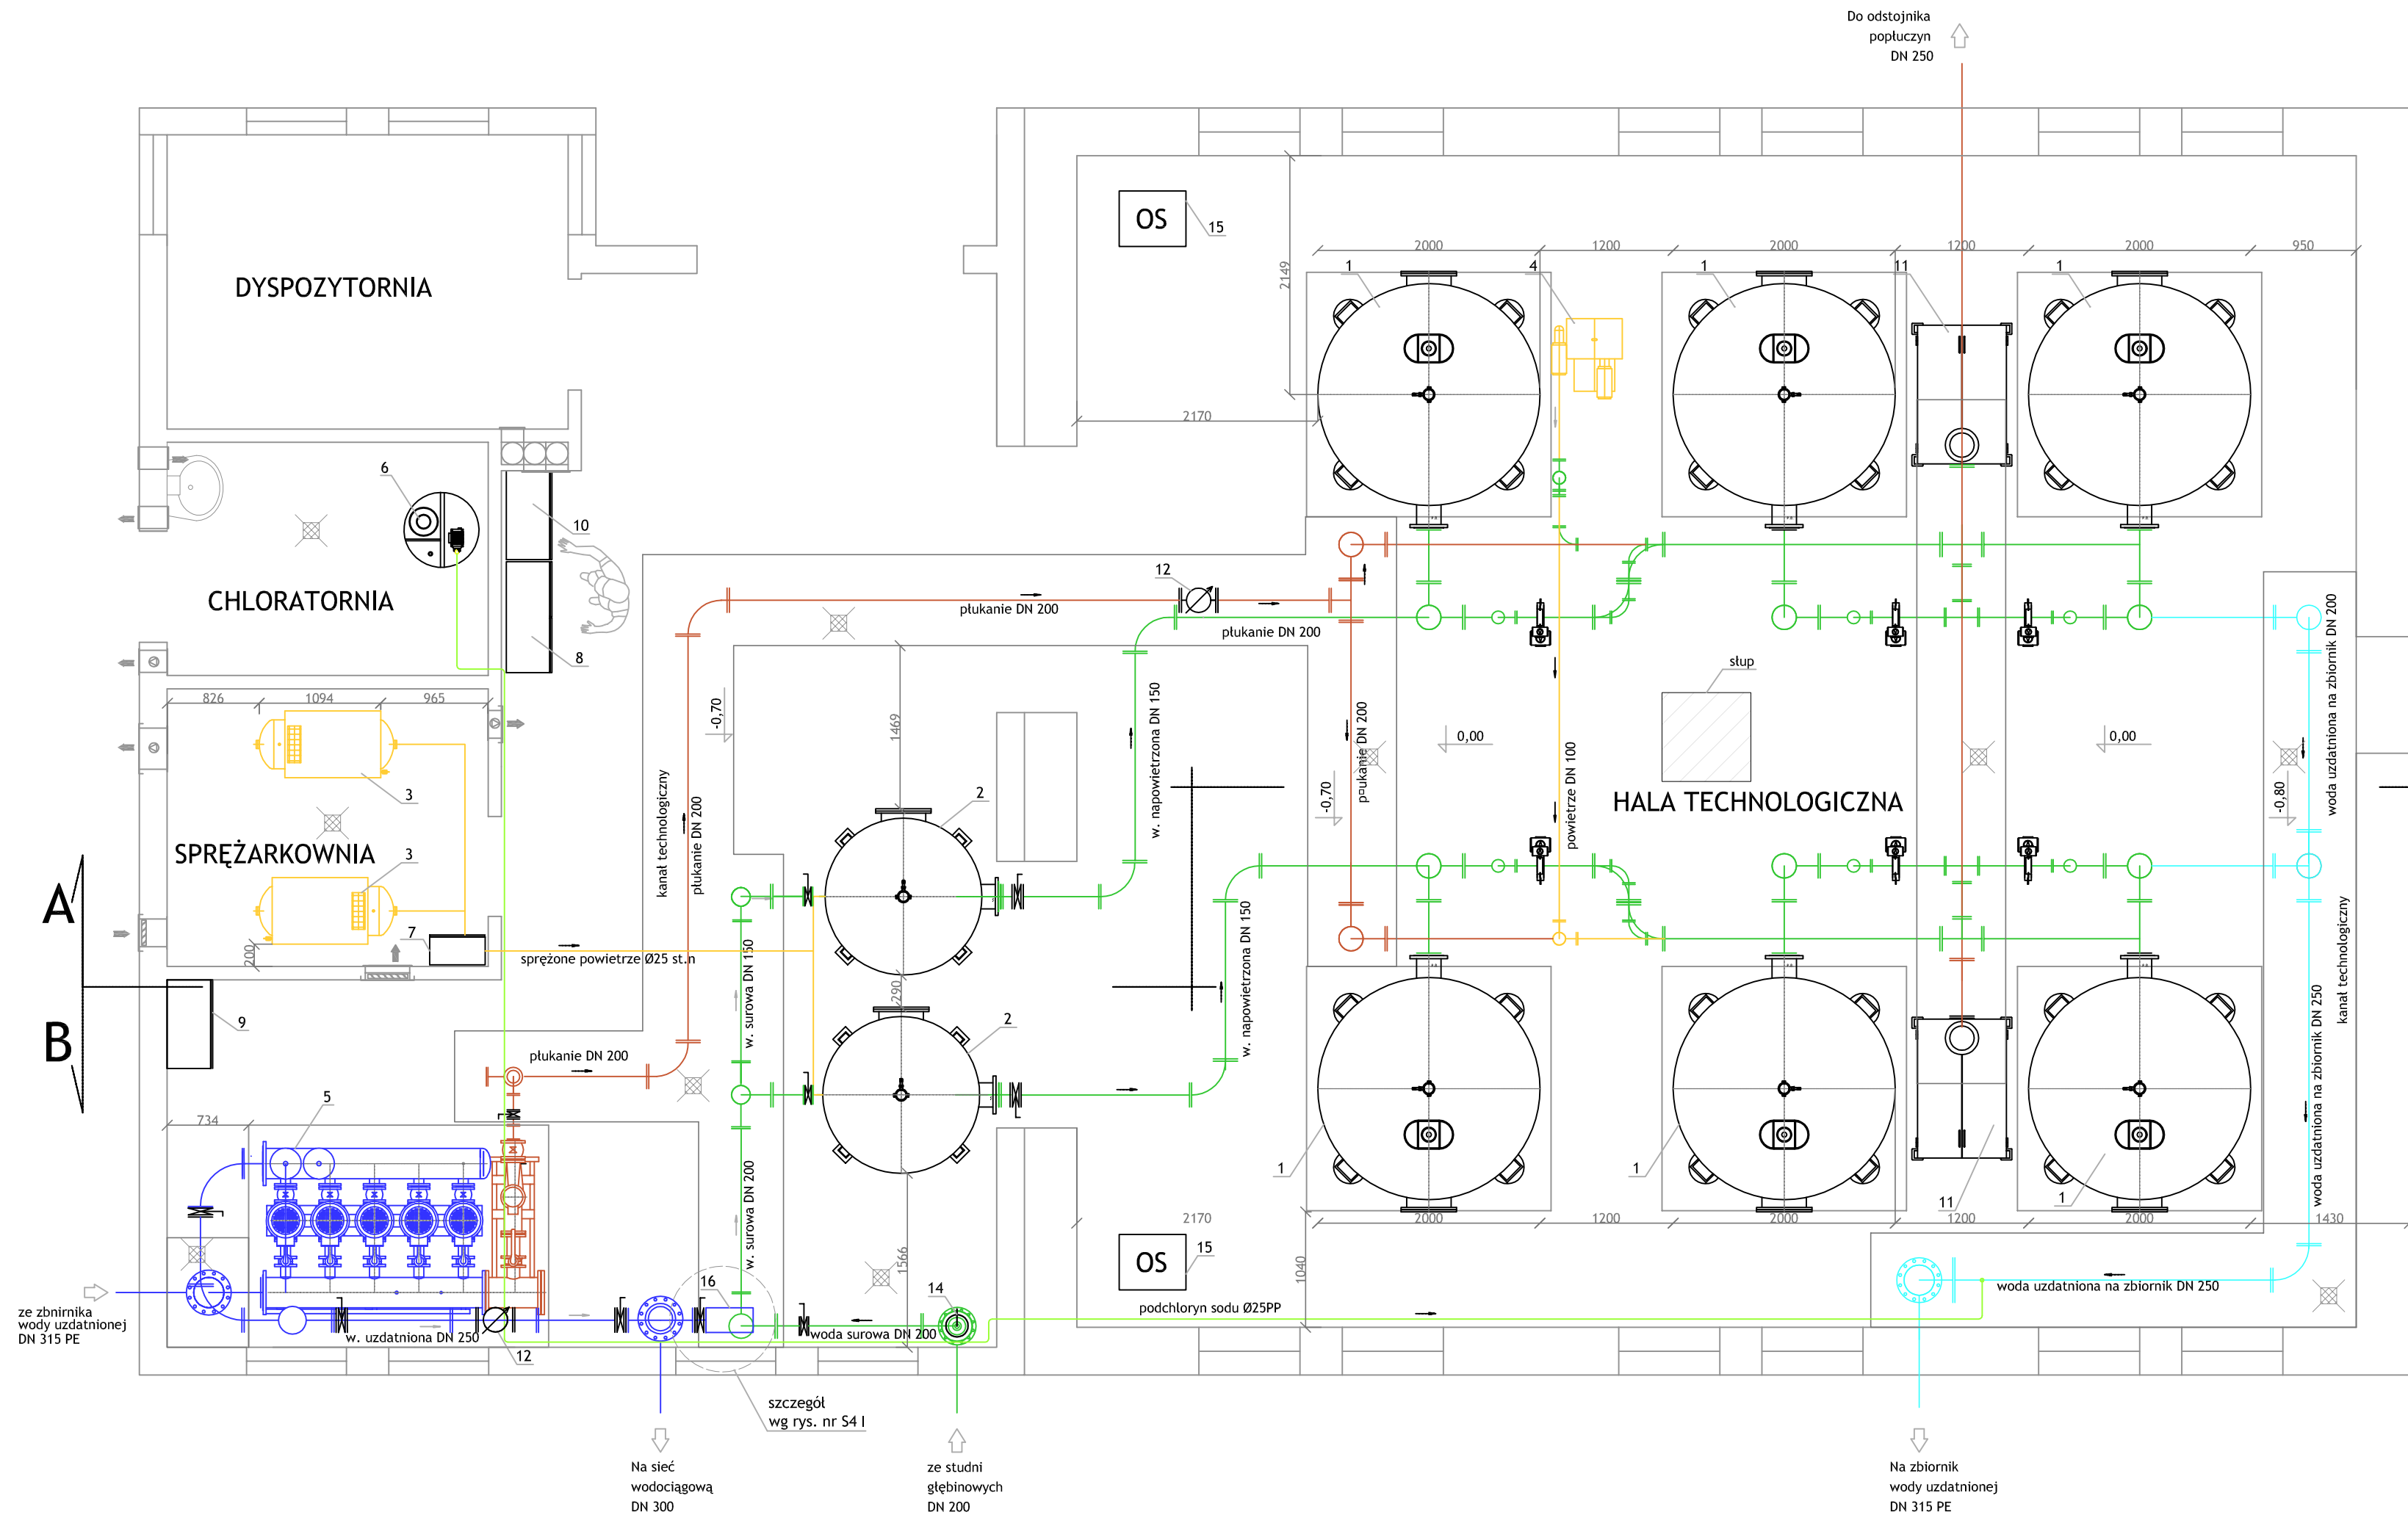 Do odstojnika
popłuczyn
DN 250
OS
15
2000
1200
2000
1200
2000
950
2149
1
4
1
11
1
DYSPOZYTORNIA
2170
6
10
CHLORATORNIA
8
12
płukanie DN 200
płukanie DN 200
słup
woda uzdatniona na zbiornik DN 200
826
1094
965
-0,70
1469
w. napowietrzona DN 150
p¤ukanie DN 200
0,00
0,00
3
kanał technologiczny
płukanie DN 200
2
-0,70
powietrze DN 100
HALA TECHNOLOGICZNA
-0,80
SPRĘŻARKOWNIA
3
A
7
200
sprężone powietrze Ø25 st.n
w. surowa DN 150
290
w. napowietrzona DN 150
kanał technologiczny
B
9
2
płukanie DN 200
woda uzdatniona na zbiornik DN 250
5
734
w. surowa DN 200
1
1
11
1
2170
2000
1200
2000
1200
2000
1430
1566
OS
15
1040
16
14
ze zbnirnika
wody uzdatnionej
DN 315 PE
podchloryn sodu Ø25PP
woda uzdatniona na zbiornik DN 250
w. uzdatniona DN 250
woda surowa DN 200
12
szczegół
wg rys. nr S4 I
Na sieć
wodociągową
DN 300
ze studni
głębinowych
DN 200
Na zbiornik
wody uzdatnionej
DN 315 PE